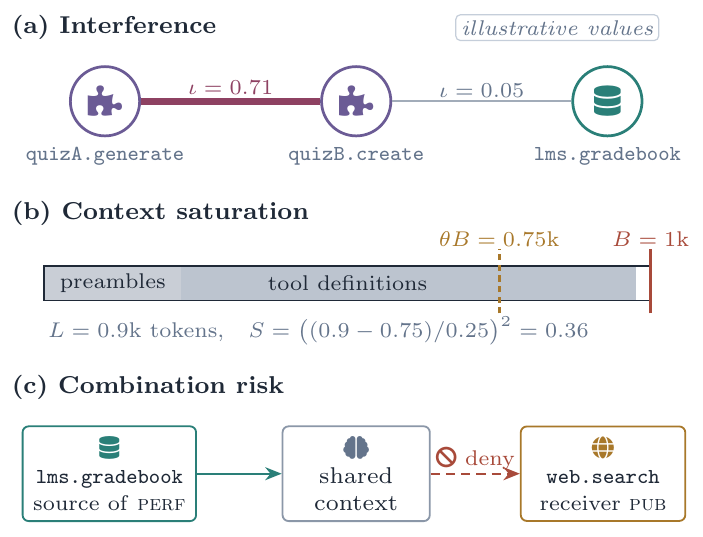 (a) Interference
illustrative values
ι = 0.71
ι = 0.05
quizA.generate
quizB.create
lms.gradebook
(b) Context saturation
θB = 0.75k
B = 1k
preambles
tool definitions
L = 0.9k tokens, S = ((0.9 − 0.75)/0.25)² = 0.36
(c) Combination risk
lms.gradebook
source of PERF
shared
context
deny
web.search
receiver PUB